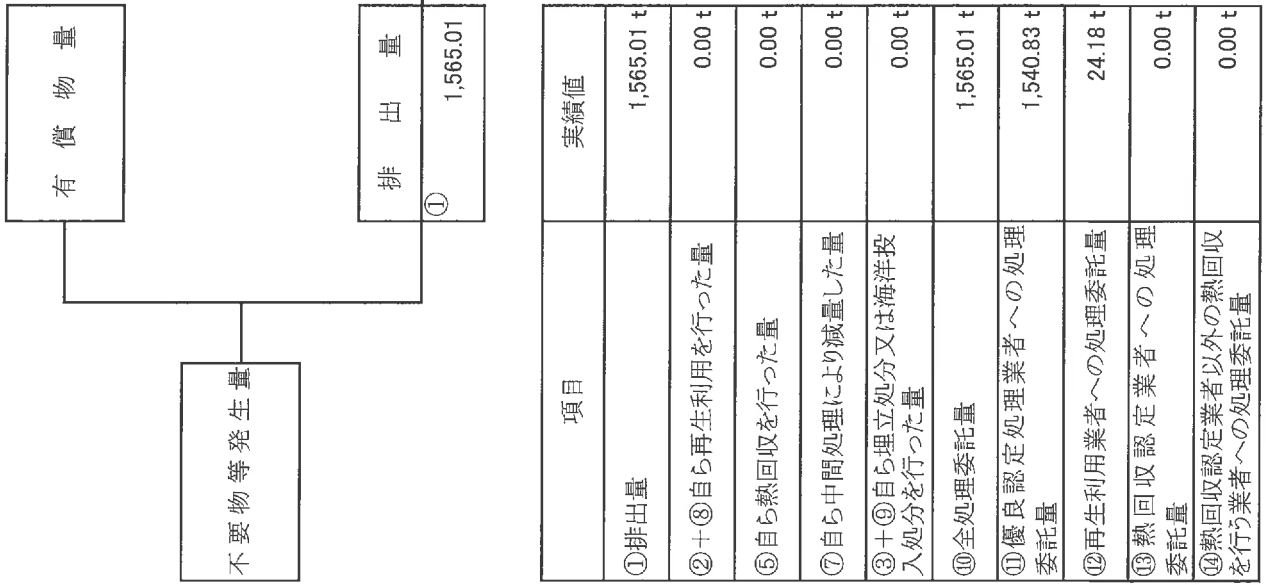 有償物量
不要物等発生量
排出量
①
1,565.01
項目 実績値
①排出量 1,565.01 t
②＋⑧自ら再生利用を行った量 0.00 t
⑤自ら熱回収を行った量 0.00 t
⑦自ら中間処理により減量した量 0.00 t
③＋⑨自ら埋立処分又は海洋投
入処分を行った量 0.00 t
⑩全処理委託量 1,565.01 t
⑪優良認定処理業者への処理
委託量 1,540.83 t
⑫再生利用業者への処理委託量 24.18 t
⑬熱回収認定業者への処理
委託量 0.00 t
⑭熱回収認定業者以外の熱回収
を行う業者への処理委託量 0.00 t